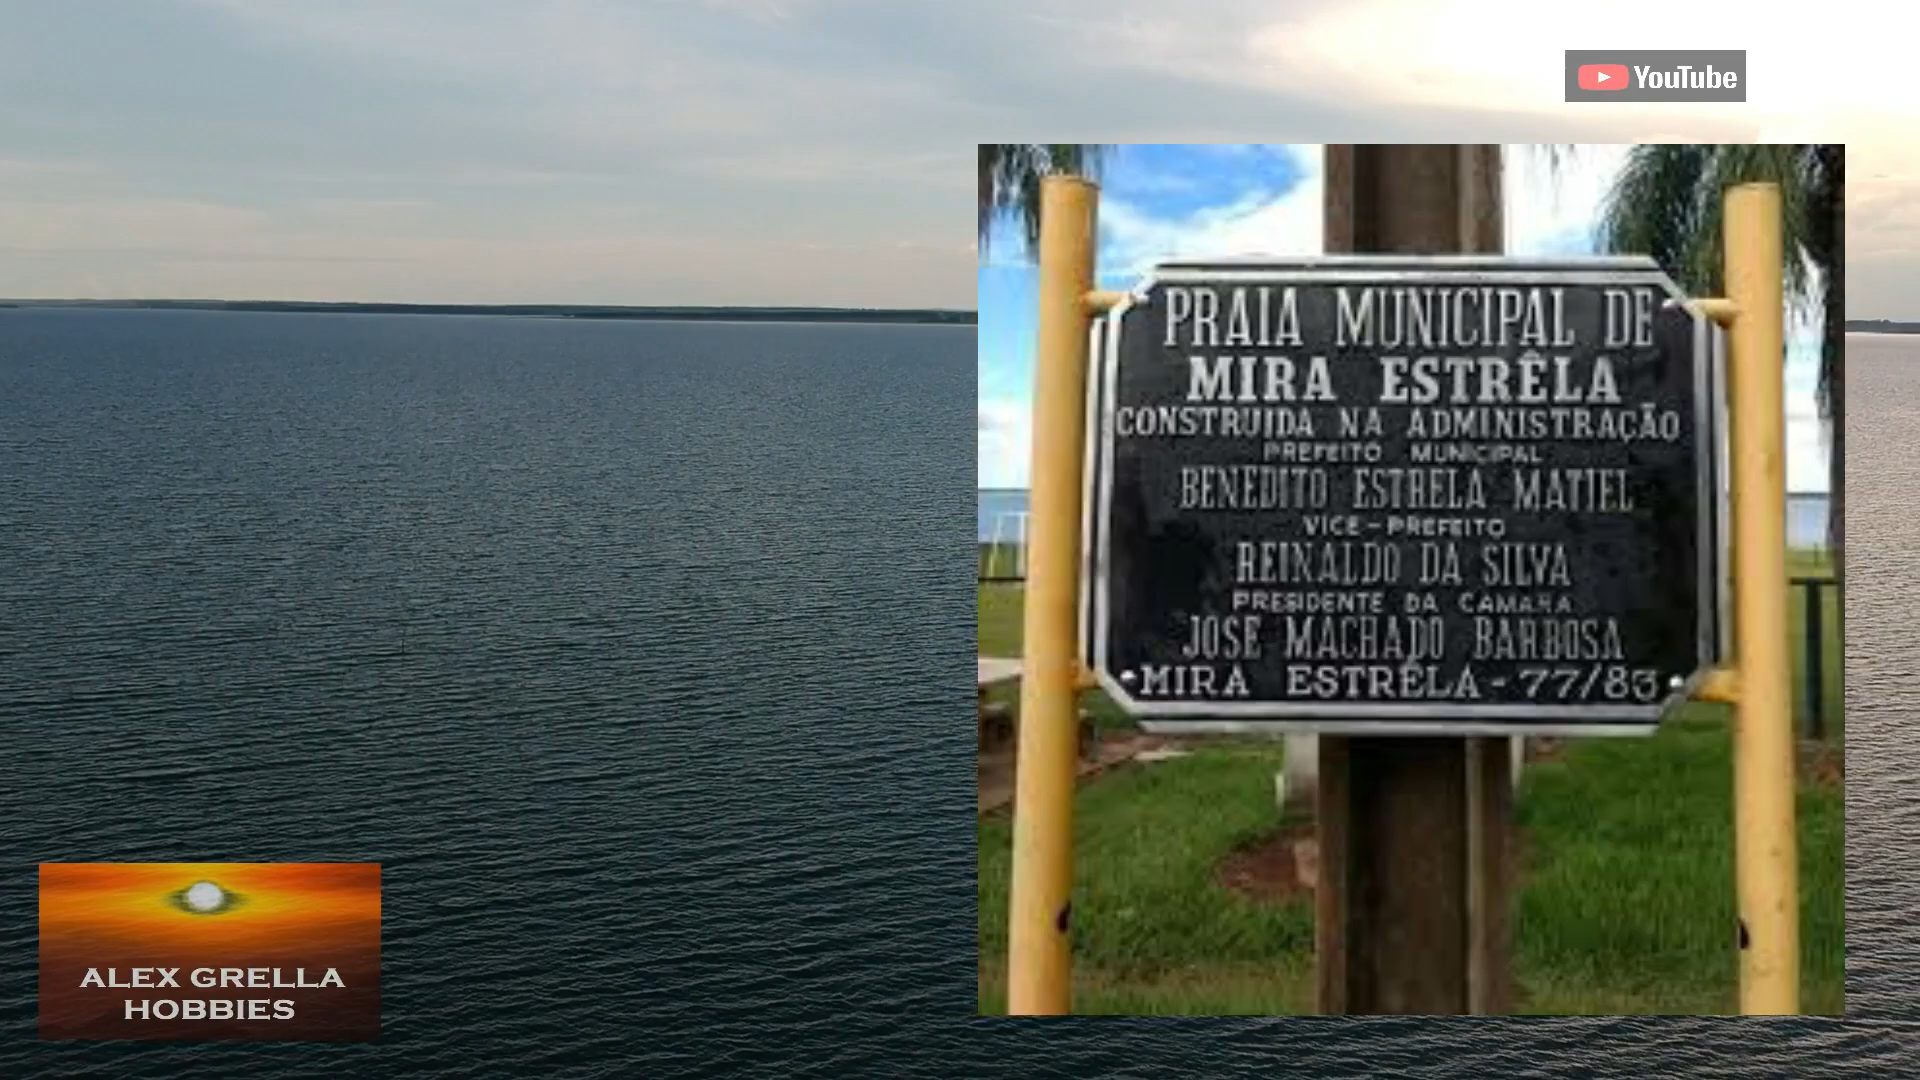 YouTube
PRAIA MUNICIPAL DE
MIRA ESTRÊLA
CONSTRUIDA NA ADMINISTRAÇÃO
PREFEITO MUNICIPAL
BENEDITO ESTRELA MATIEL
VICE-PREFEITO
REINALDO DA SILVA
PRESIDENTE DA CAMARA
JOSE MACHADO BARBOSA
MIRA ESTRÊLA-77/83
ALEX GRELLA
HOBBIES